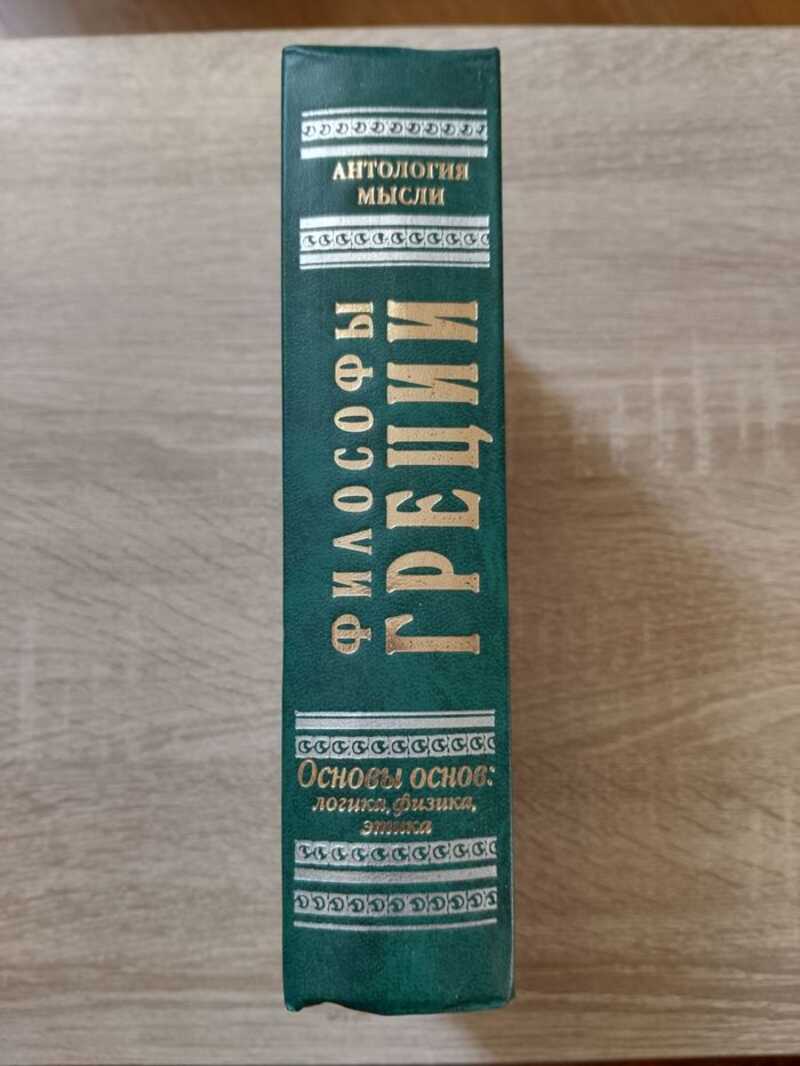 АНТОЛОГИЯ
МЫСЛИ
ФИЛОСОФЫ
ГРЕЦИИ
Основы основ:
логика, физика,
этика